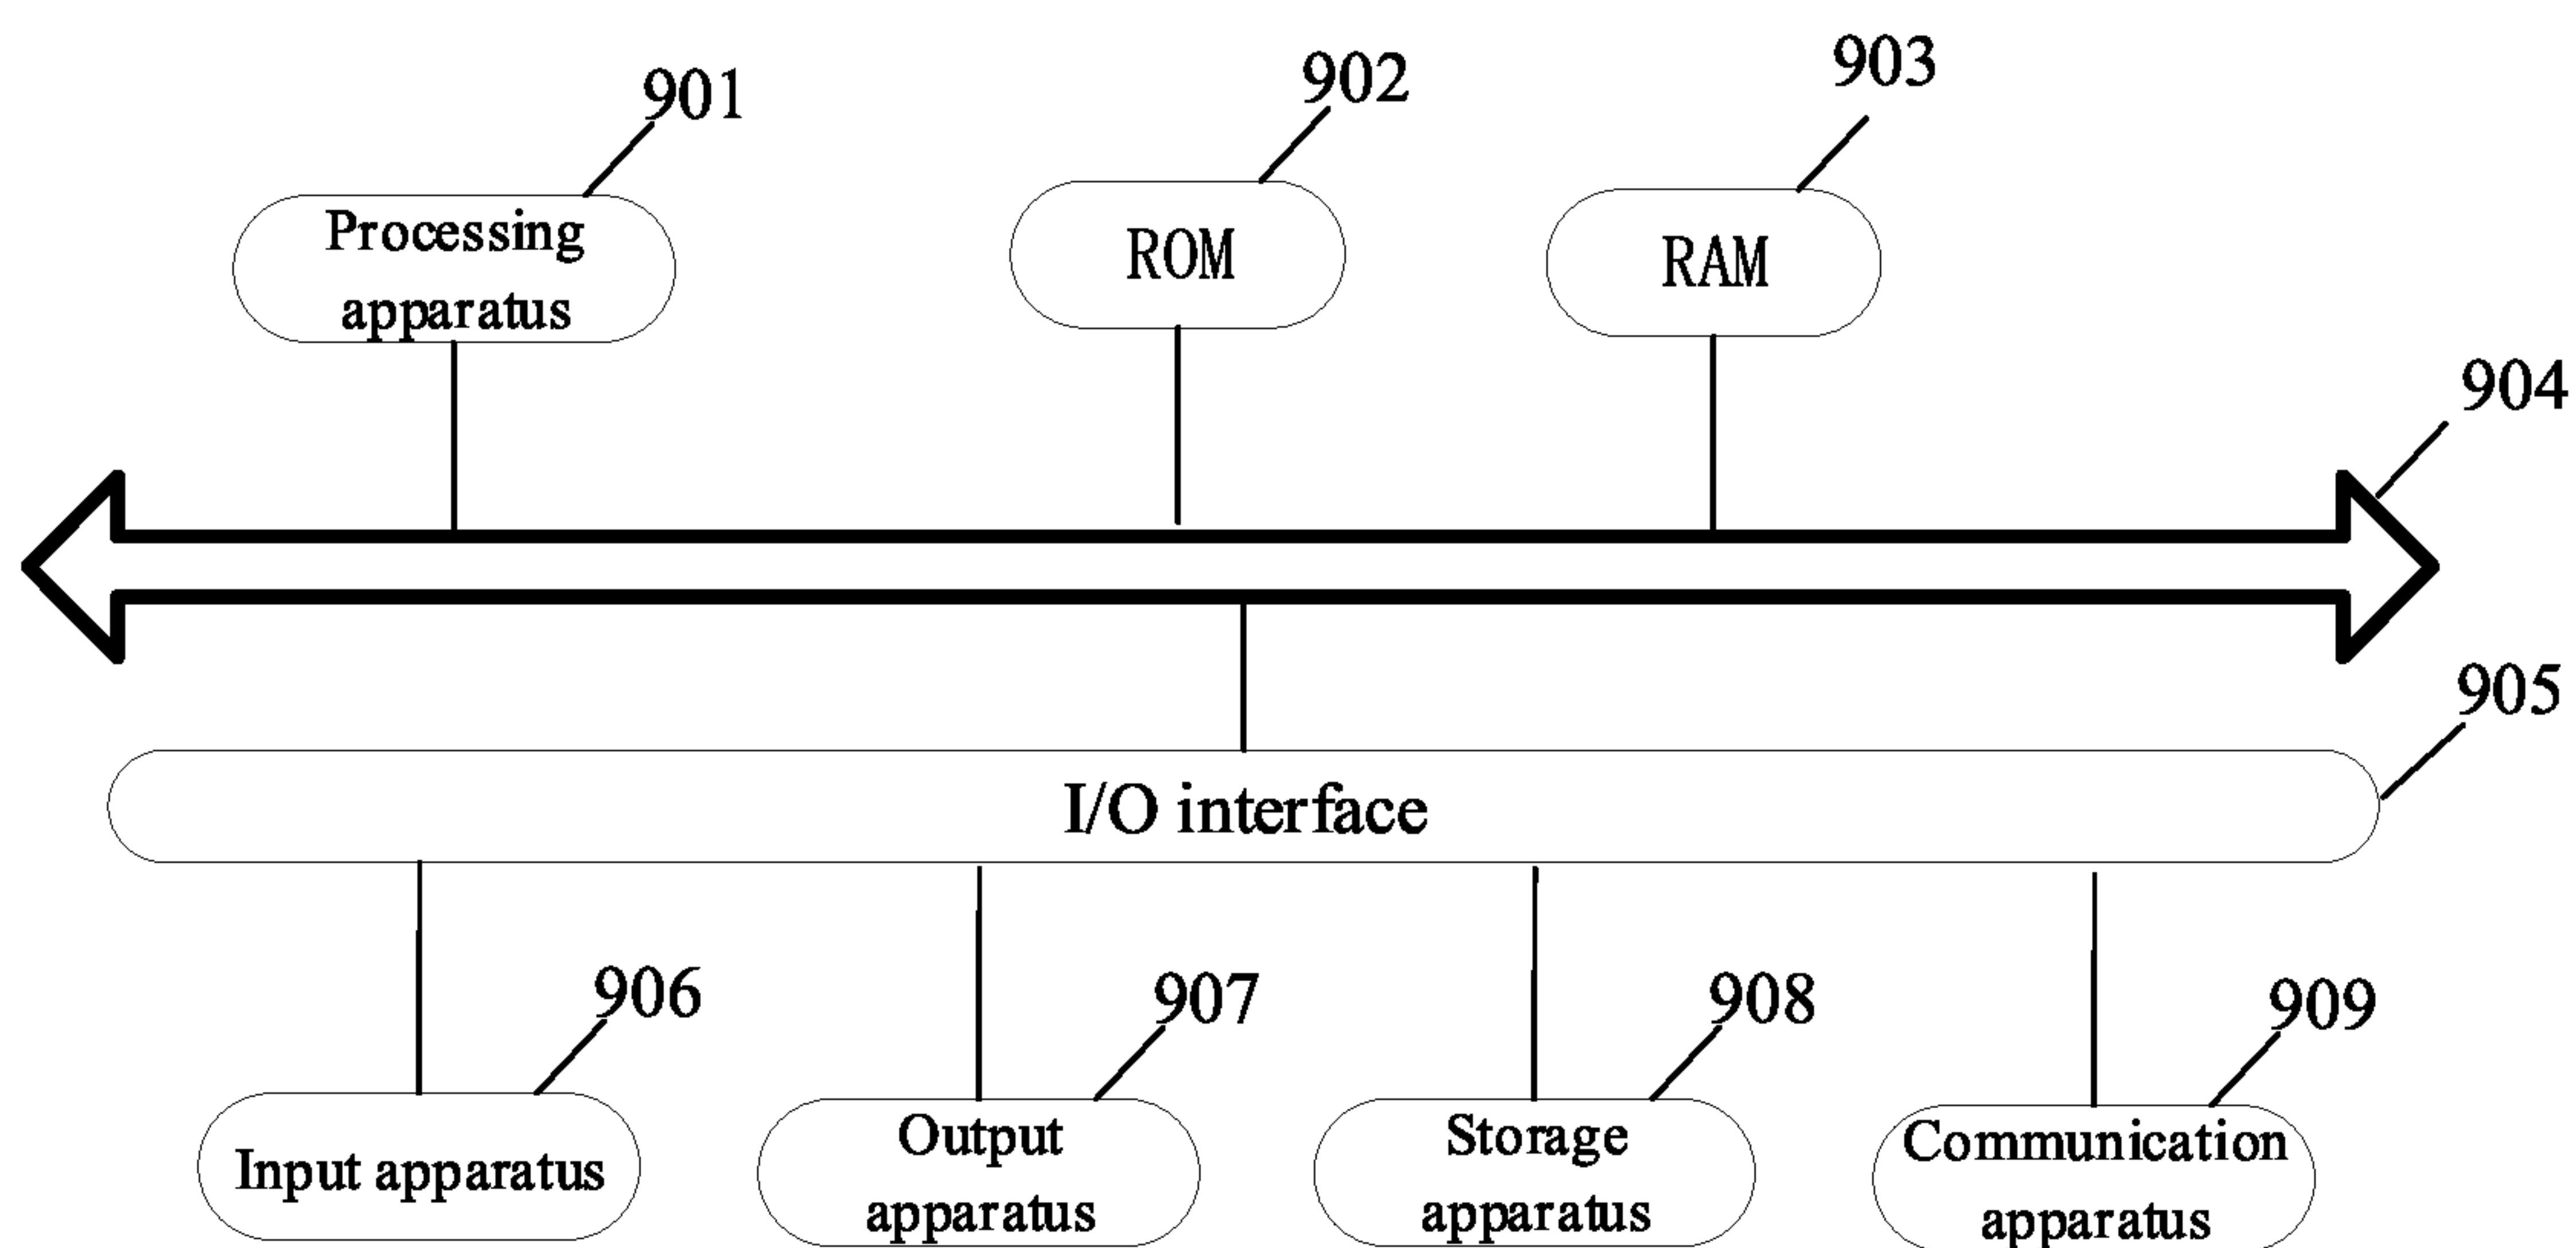 901
902
903
Processing
apparatus
ROM
RAM
904
905
I/O interface
906
907
908
909
Input apparatus
Output
apparatus
Storage
apparatus
Communication
apparatus